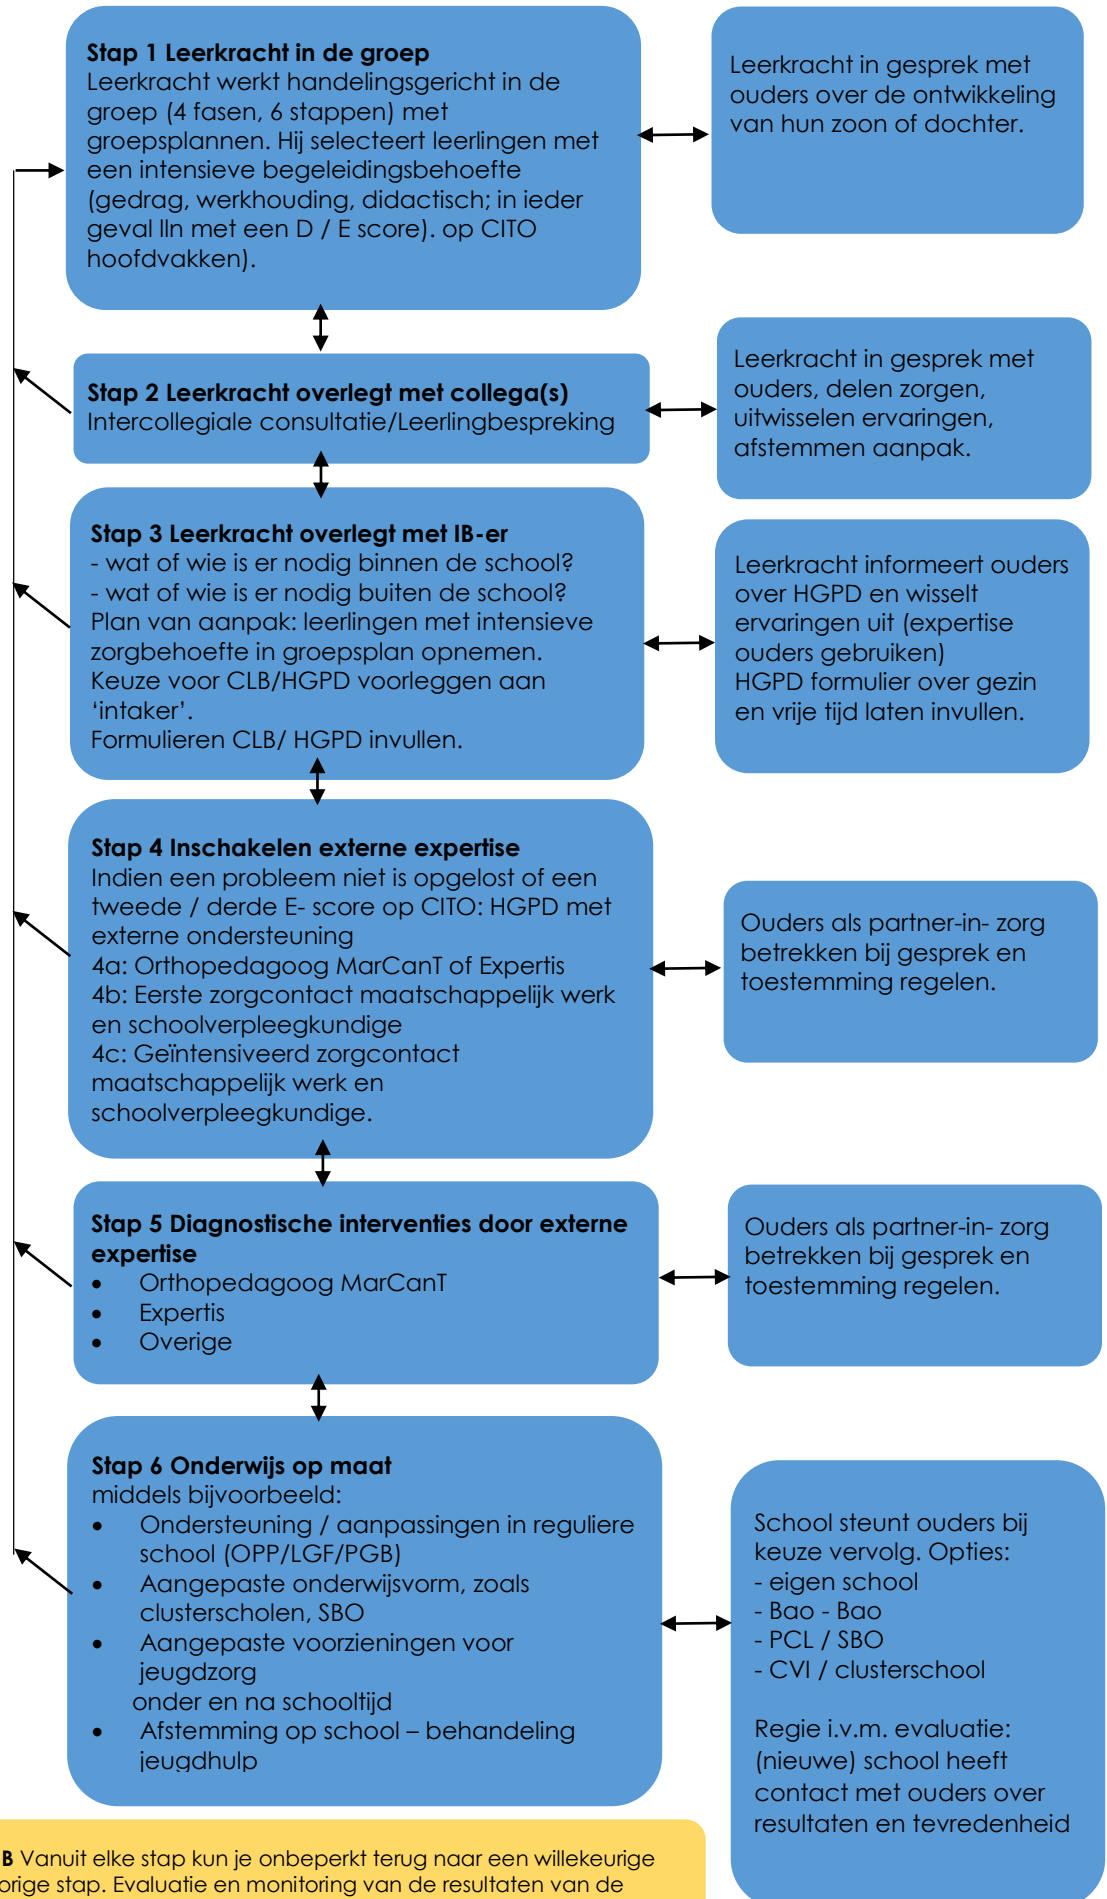 Stap 1 Leerkracht in de groep
Leerkracht werkt handelingsgericht in de
groep (4 fasen, 6 stappen) met
groepsplannen. Hij selecteert leerlingen met
een intensieve begeleidingsbehoefte
(gedrag, werkhouding, didactisch; in ieder
geval lln met een D / E score). op CITO
hoofdvakken).
Leerkracht in gesprek met
ouders over de ontwikkeling
van hun zoon of dochter.
Stap 2 Leerkracht overlegt met collega(s)
Intercollegiale consultatie/Leerlingbespreking
Leerkracht in gesprek met
ouders, delen zorgen,
uitwisselen ervaringen,
afstemmen aanpak.
Stap 3 Leerkracht overlegt met IB-er
- wat of wie is er nodig binnen de school?
- wat of wie is er nodig buiten de school?
Plan van aanpak: leerlingen met intensieve
zorgbehoefte in groepsplan opnemen.
Keuze voor CLB/HGPD voorleggen aan
‘intaker’.
Formulieren CLB/ HGPD invullen.
Leerkracht informeert ouders
over HGPD en wisselt
ervaringen uit (expertise
ouders gebruiken)
HGPD formulier over gezin
en vrije tijd laten invullen.
Stap 4 Inschakelen externe expertise
Indien een probleem niet is opgelost of een
tweede / derde E- score op CITO: HGPD met
externe ondersteuning
4a: Orthopedagoog MarCanT of Expertis
4b: Eerste zorgcontact maatschappelijk werk
en schoolverpleegkundige
4c: Geïntensiveerd zorgcontact
maatschappelijk werk en
schoolverpleegkundige.
Ouders als partner-in- zorg
betrekken bij gesprek en
toestemming regelen.
Stap 5 Diagnostische interventies door externe
expertise
• Orthopedagoog MarCanT
• Expertis
• Overige
Ouders als partner-in- zorg
betrekken bij gesprek en
toestemming regelen.
Stap 6 Onderwijs op maat
middels bijvoorbeeld:
• Ondersteuning / aanpassingen in reguliere
school (OPP/LGF/PGB)
• Aangepaste onderwijsvorm, zoals
clusterscholen, SBO
• Aangepaste voorzieningen voor
jeugdzorg
onder en na schooltijd
• Afstemming op school – behandeling
jeugdhulp
School steunt ouders bij
keuze vervolg. Opties:
- eigen school
- Bao - Bao
- PCL / SBO
- CVI / clusterschool
Regie i.v.m. evaluatie:
(nieuwe) school heeft
contact met ouders over
resultaten en tevredenheid
B Vanuit elke stap kun je onbeperkt terug naar een willekeurige
orige stap. Evaluatie en monitoring van de resultaten van de